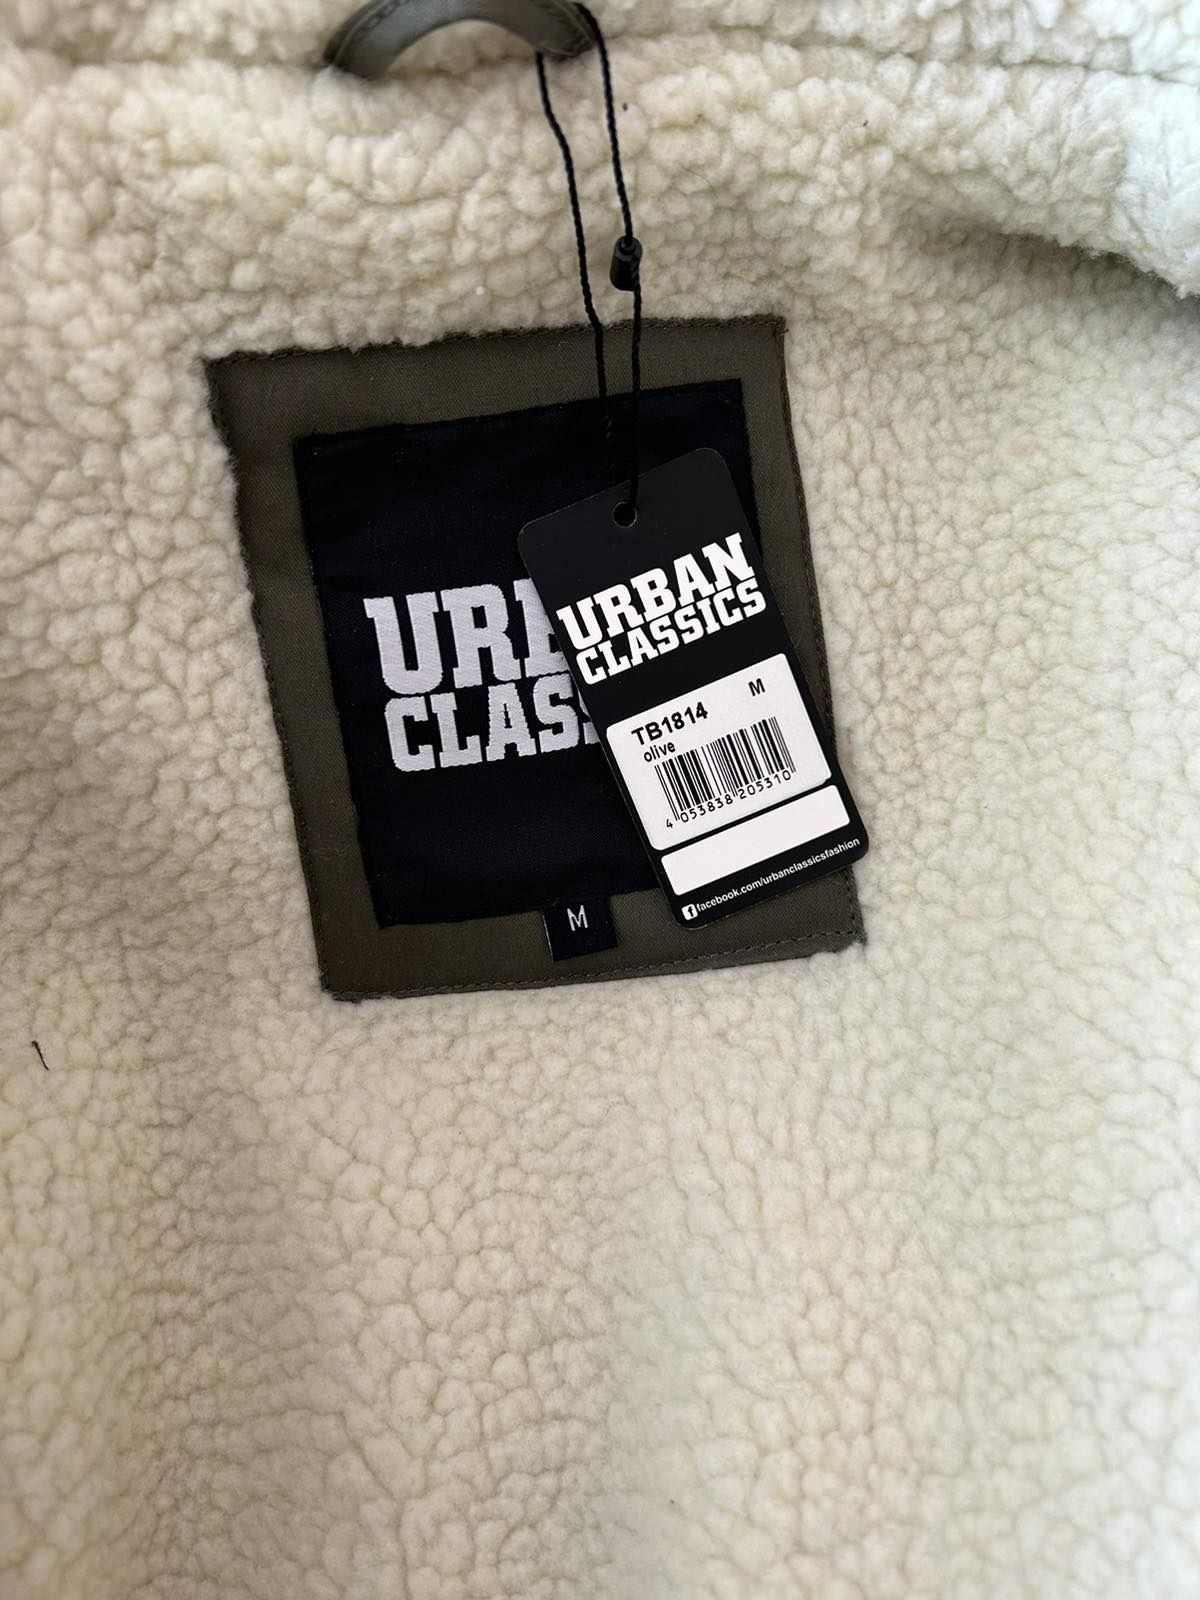 URB
CLASS
M
URBAN
CLASSICS
M
TB1814
olive
4 053838 205310
facebook.com/urbanclassicsfashion